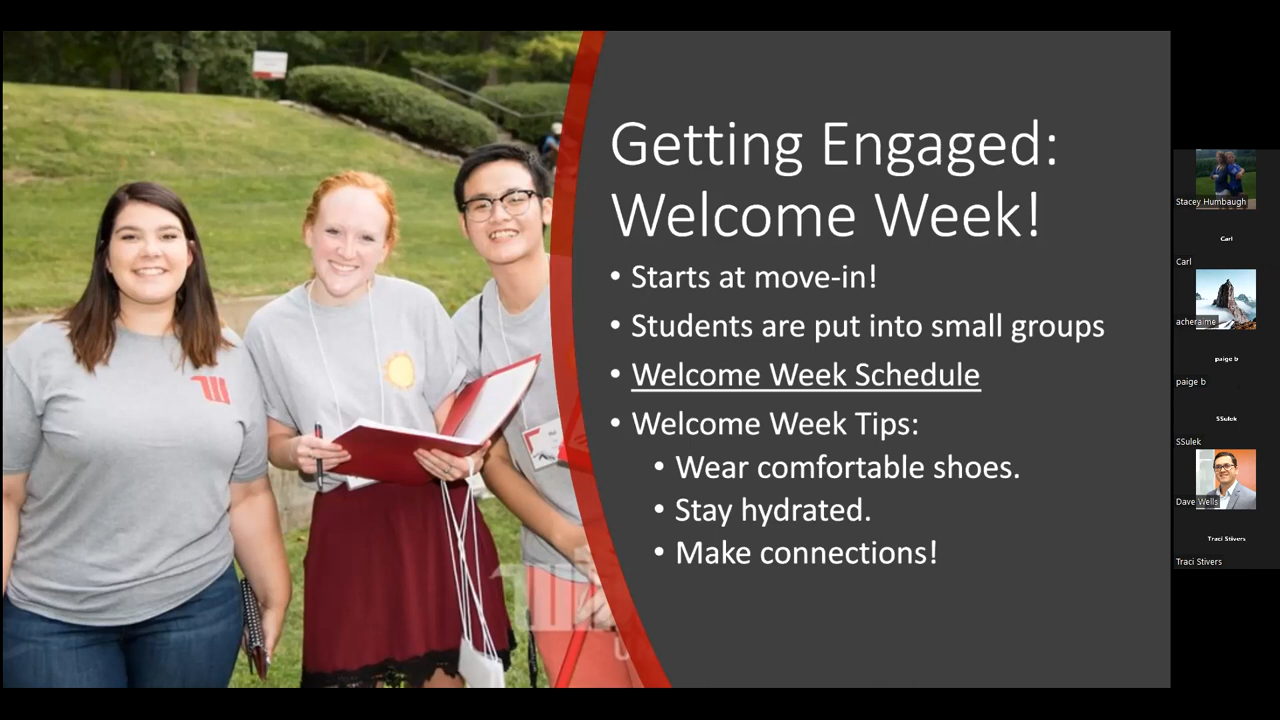 Getting Engaged:
Welcome Week!
• Starts at move-in!
• Students are put into small groups
• Welcome Week Schedule
• Welcome Week Tips:
• Wear comfortable shoes.
• Stay hydrated.
• Make connections!
Stacey Humbaugh
Carl
Carl
acheraime
paige b
paige b
SSulek
SSulek
Dave Wells
Traci Stivers
Traci Stivers